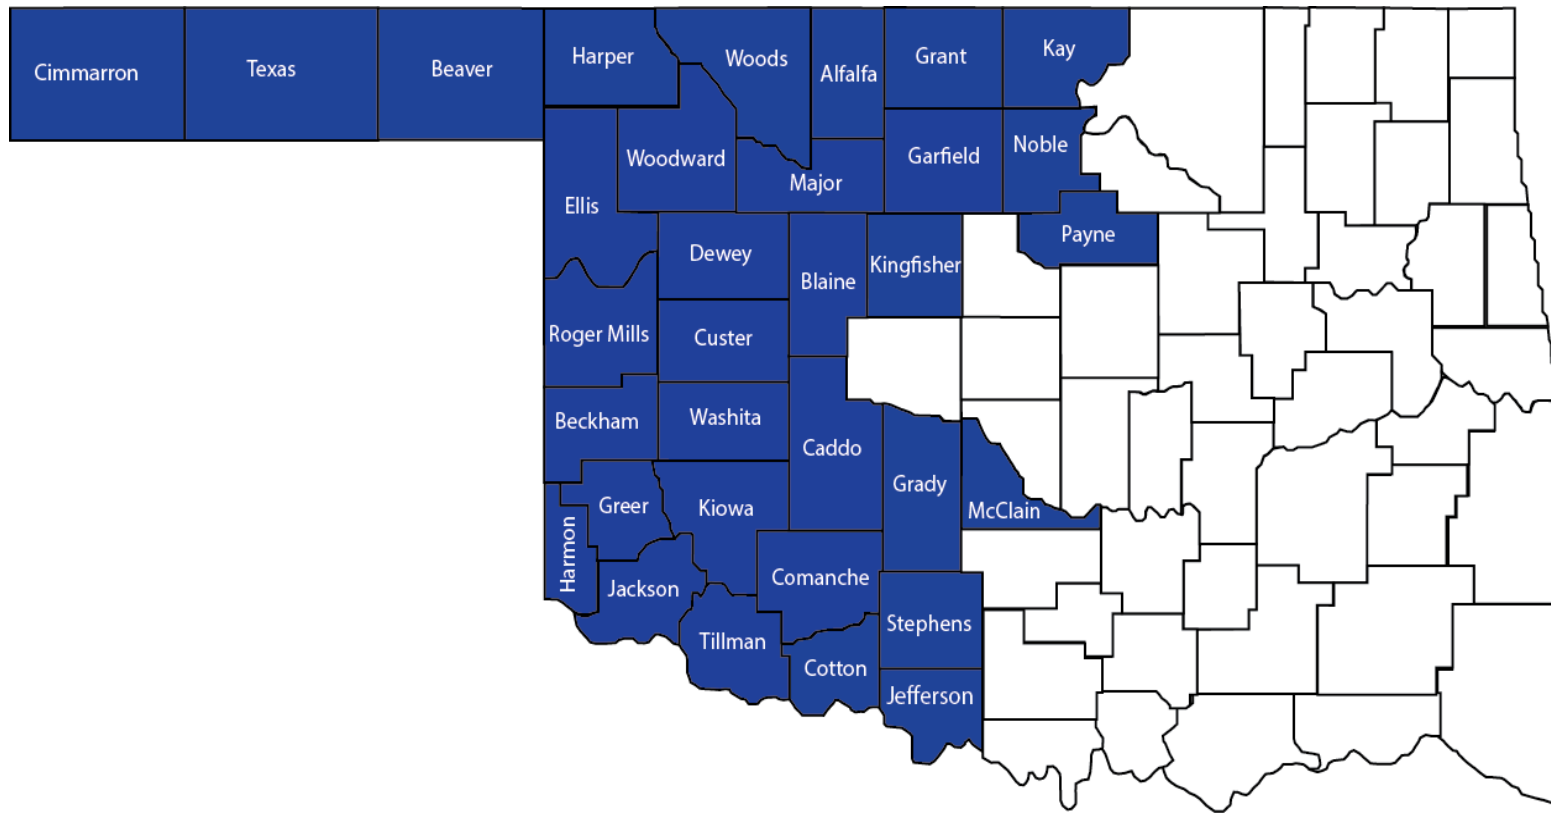 Cimmarron
Texas
Beaver
Harper
Woods
Alfalfa
Grant
Kay
Woodward
Major
Garfield
Noble
Ellis
Dewey
Blaine
Kingfisher
Payne
Roger Mills
Custer
Beckham
Washita
Caddo
Grady
McClain
Harmon
Greer
Kiowa
Jackson
Comanche
Tillman
Cotton
Stephens
Jefferson